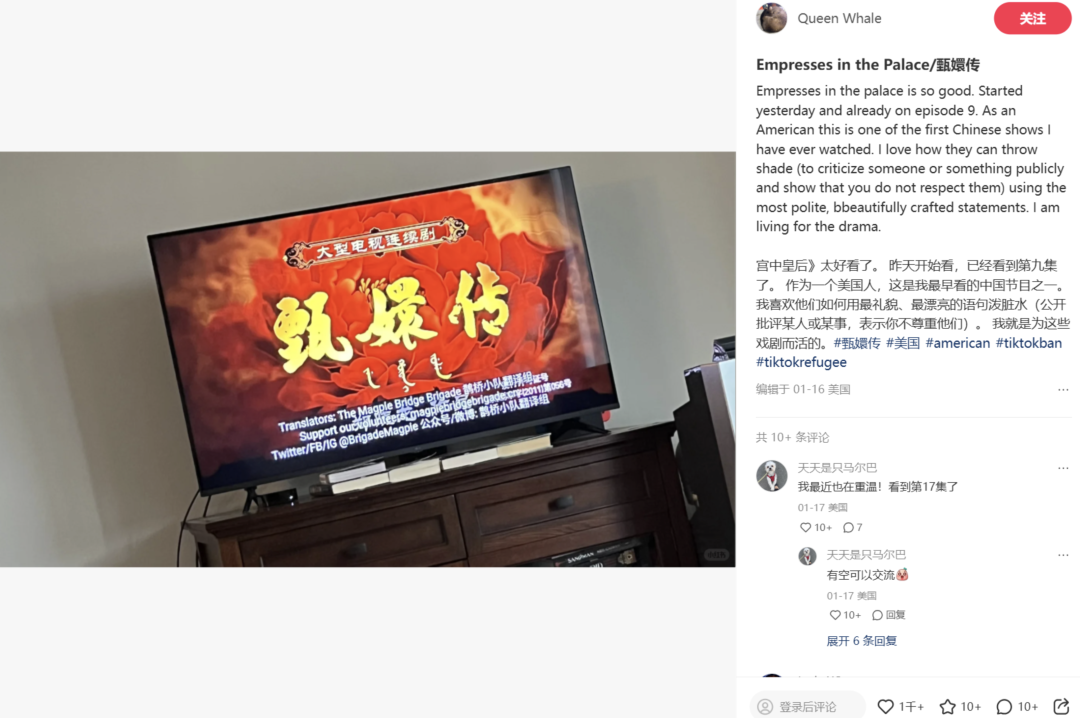 Queen Whale
关注
Empresses in the Palace/甄嬛传
Empresses in the palace is so good. Started
yesterday and already on episode 9. As an
American this is one of the first Chinese shows I
have ever watched. I love how they can throw
shade (to criticize someone or something publicly
and show that you do not respect them) using the
most polite, bbeautifully crafted statements. I am
living for the drama.
宫中皇后》太好看了。 昨天开始看，已经看到第九集
了。 作为一个美国人，这是我最早看的中国节目之一。
我喜欢他们如何用最礼貌、最漂亮的语句泼脏水（公开
批评某人或某事，表示你不尊重他们）。 我就是为这些
戏剧而活的。#甄嬛传 #美国 #american #tiktokban
#tiktokrefugee
编辑于 01-16 美国
共 10+ 条评论
天天是只马尔巴
我最近也在重温！看到第17集了
01-17 美国
10+ 7
天天是只马尔巴
有空可以交流
01-17 美国
10+ 回复
展开 6 条回复
登录后评论 1千+ 10+ 10+
大型电视连续剧
甄嬛传
Translators: The Magpie Bridge Brigade 鹊桥小队翻译组
Support our volunteers: magpiebridgebrigade.c
Twitter/FB/IG @BrigadeMagpie 公众号/微博: 鹊桥小队翻译组
小红书